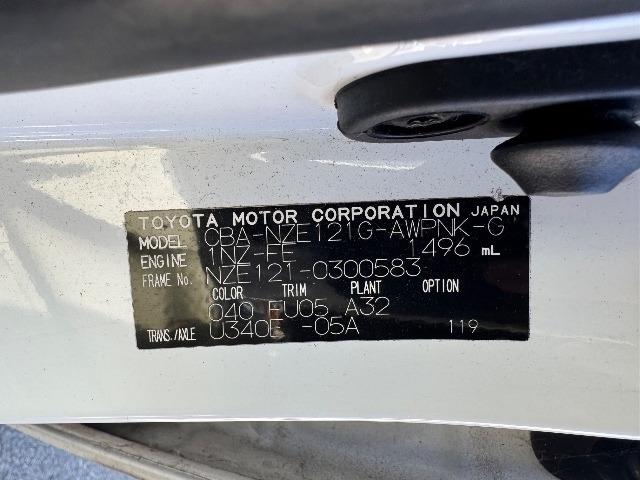 TOYOTA MOTOR CORPORATION JAPAN
MODEL CBA-NZE121G-AWPNK-G
ENGINE 1NZ-FE 1496 mL
FRAME No. NZE121-0300583
COLOR TRIM PLANT OPTION
040 FU05 A32
TRANS./AXLE U340E -05A 119